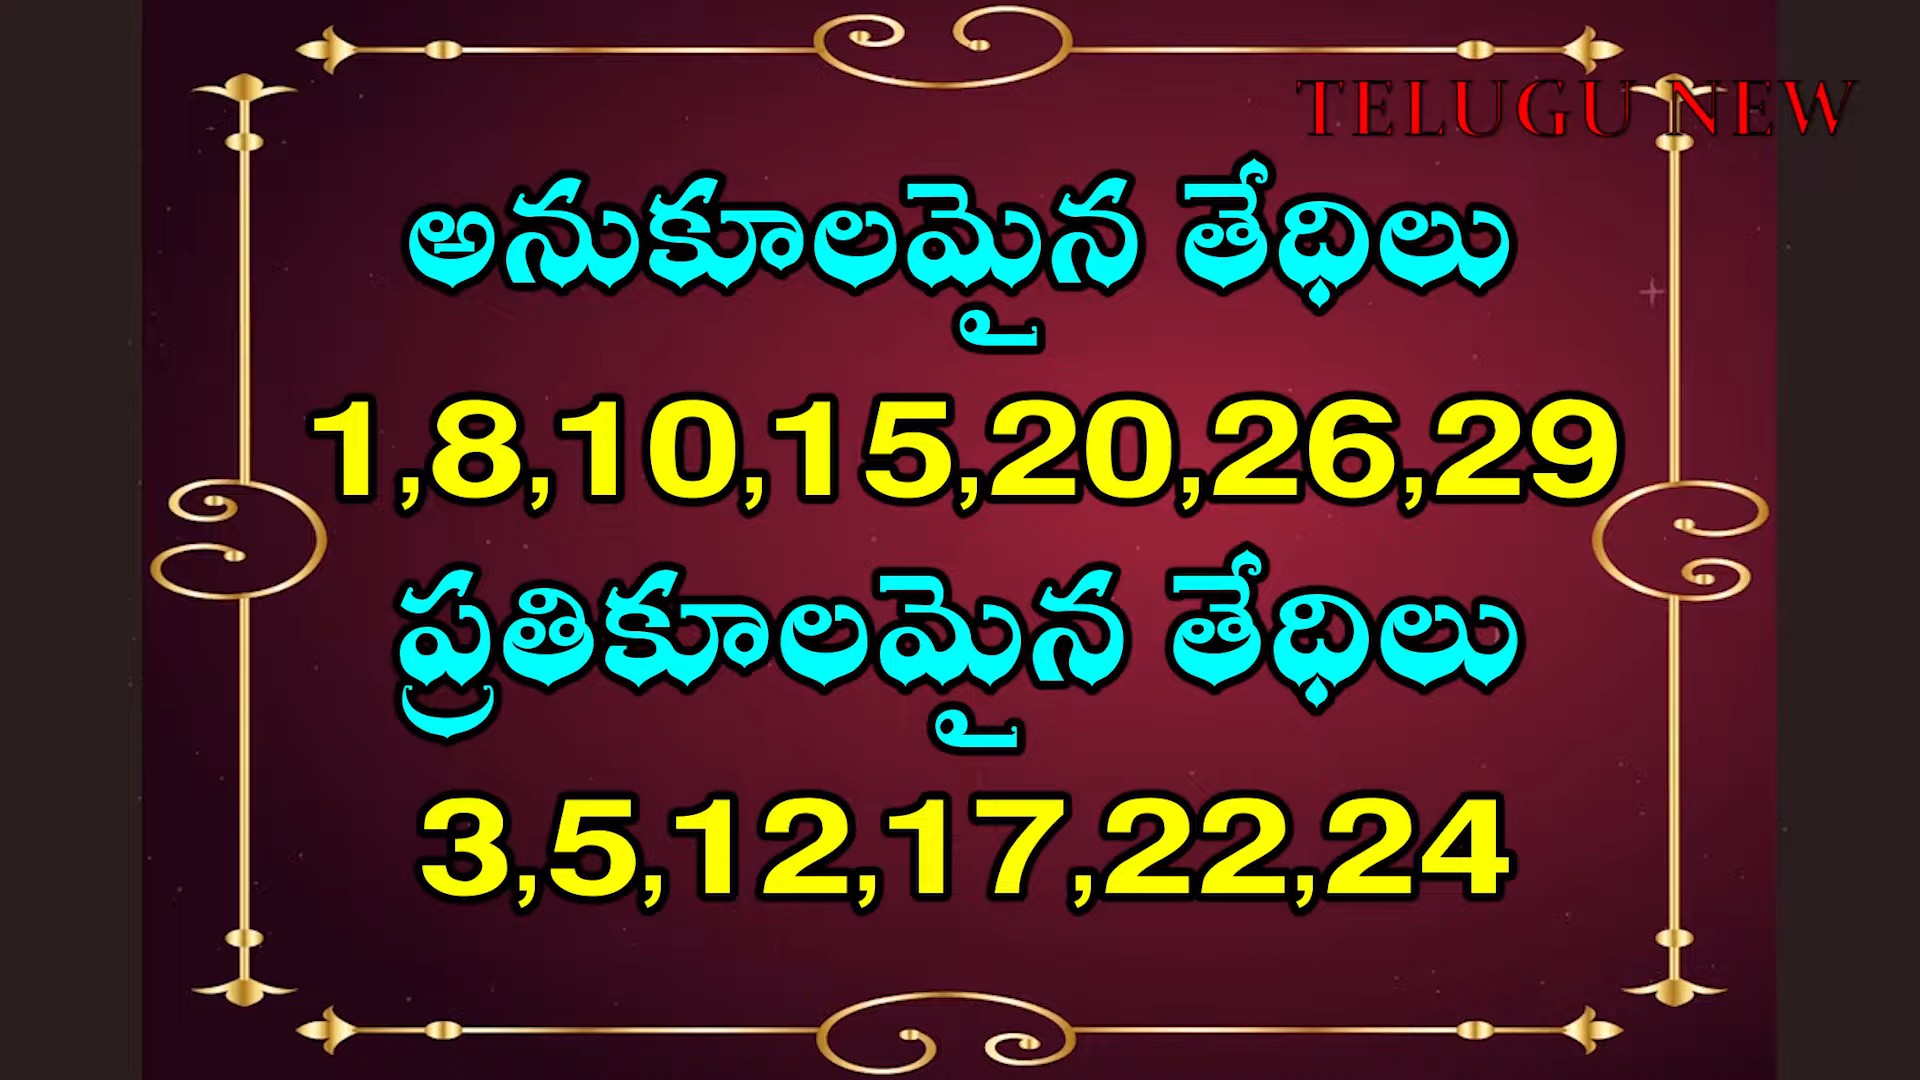 TELUGU NEW
అనుకూలమైన తేధిలు
1,8,10,15,20,26,29
ప్రతికూలమైన తేధిలు
3,5,12,17,22,24